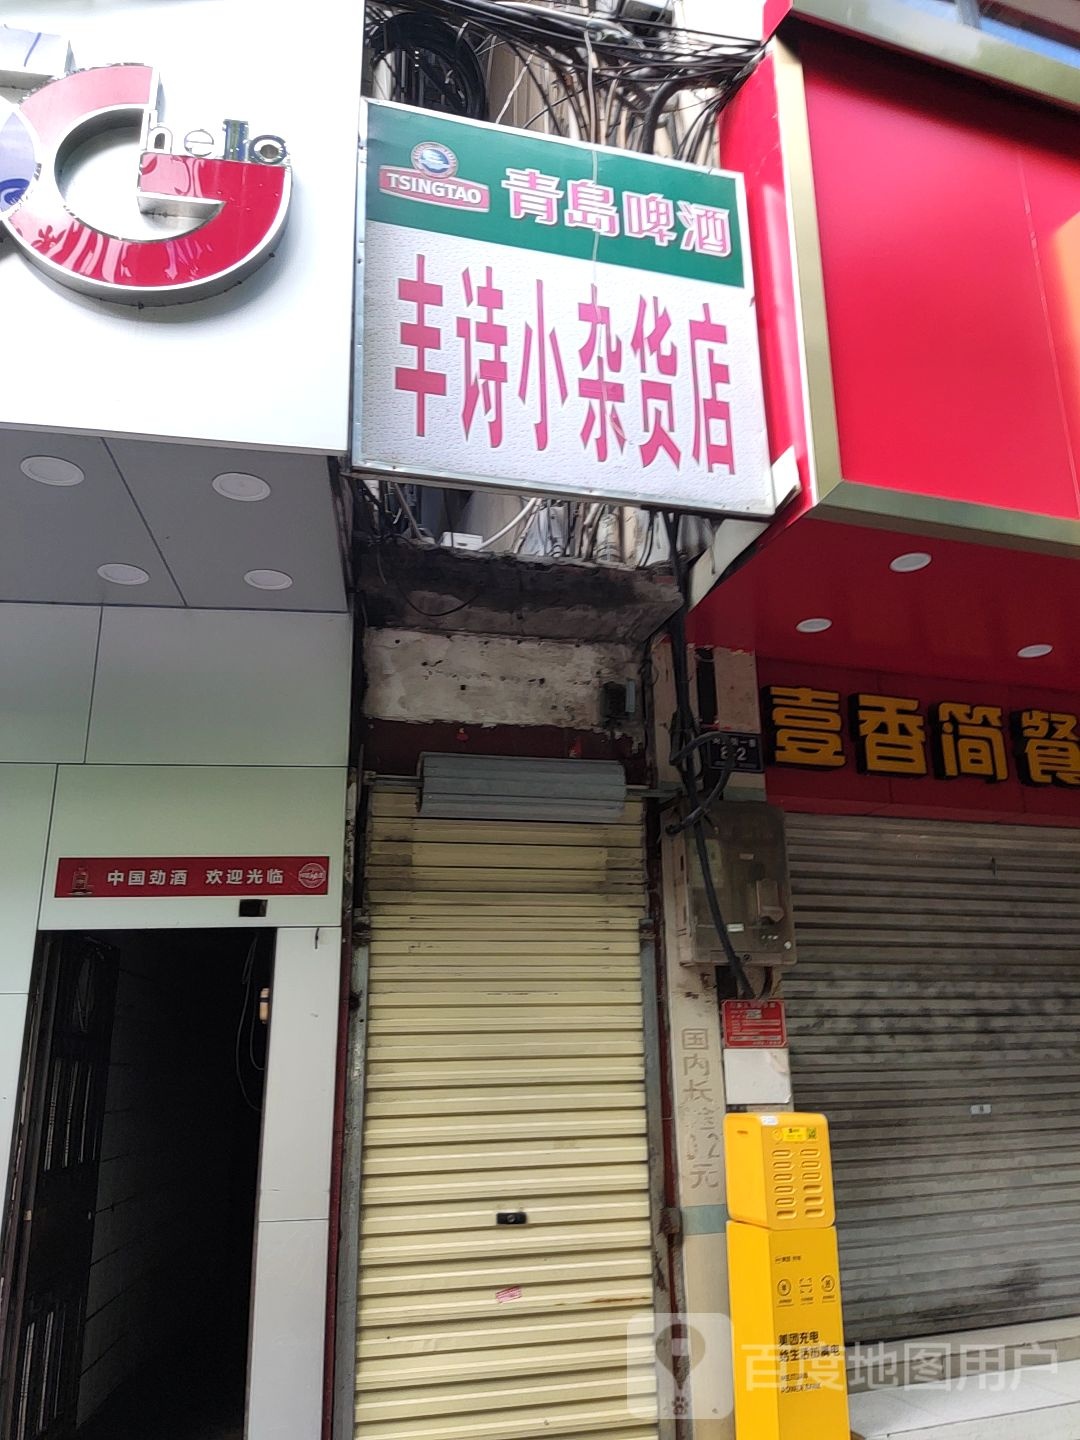 hello
TSINGTAO
青島啤酒
丰诗小杂货店
壹香简餐
中国劲酒 欢迎光临
国内长途
0.2
元
美团充电
百度地图用户